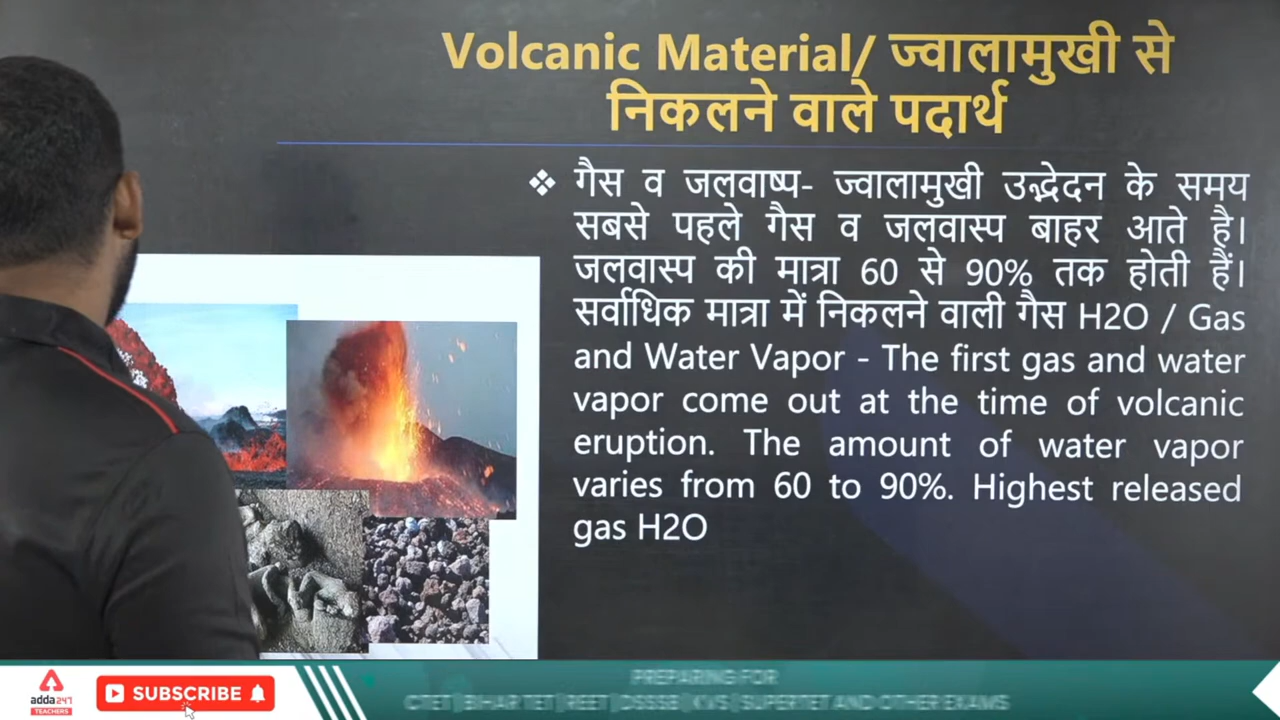 Volcanic Material/ ज्वालामुखी से
निकलने वाले पदार्थ
❖ गैस व जलवाष्प- ज्वालामुखी उद्भेदन के समय
सबसे पहले गैस व जलवास्प बाहर आते है।
जलवास्प की मात्रा 60 से 90% तक होती हैं।
सर्वाधिक मात्रा में निकलने वाली गैस H2O / Gas
and Water Vapor - The first gas and water
vapor come out at the time of volcanic
eruption. The amount of water vapor
varies from 60 to 90%. Highest released
gas H2O
adda247
TEACHERS
SUBSCRIBE
PREPARING FOR
CTET | BIHAR TET | REET | DSSSB | KVS | SUPERTET AND OTHER EXAMS